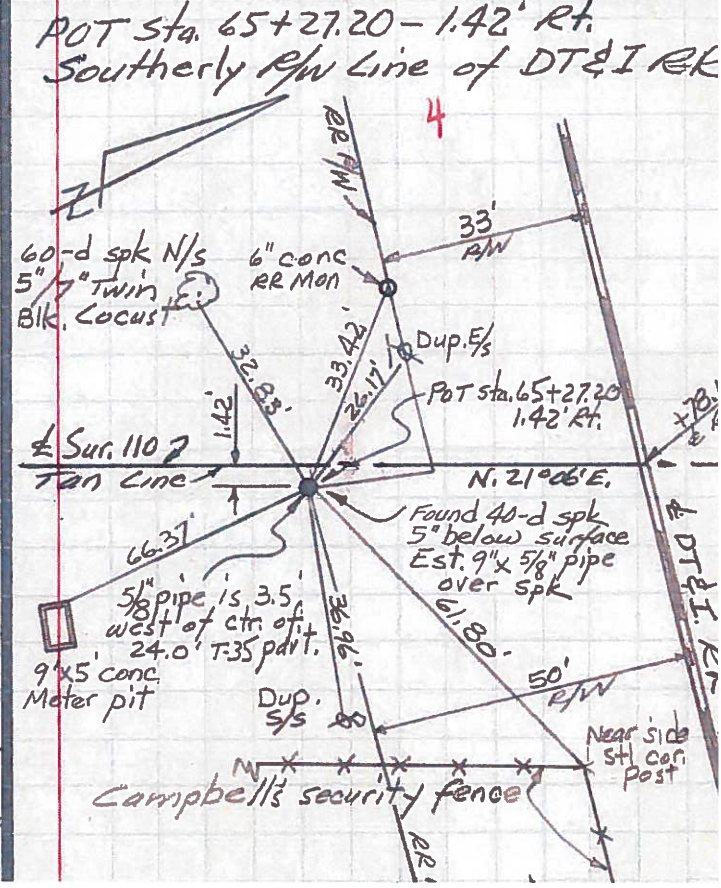 POT Sta. 65+27.20 - 1.42' Rt.
Southerly R/W Line of DT&I RR
4
RR R/W
33'
R/W
60-d spk N/s
5"/7" Twin
Blk. Locust
6" conc
RR Mon
Dup. E/s
32.83'
33.42'
26.17'
1.42'
POT Sta. 65+27.20
1.42' Rt.
+78
℄ Sur. 110
Tan Line
N. 21°06' E.
Found 40-d spk
5" below surface
Est. 9" x 5/8" pipe
over spk
66.37'
5/8" pipe is 3.5'
west of ctr. of
24.0' T.35 pavt.
36.96'
61.80'
℄ DT&I. RR
9'x5' conc
Meter pit
Dup.
S/s
50'
R/W
Near side
stl cor.
post
Campbell's security fence
RR